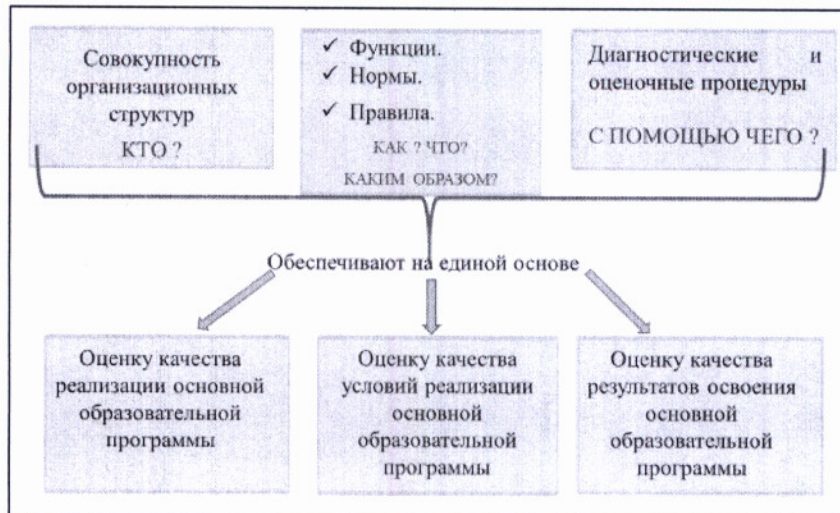 Совокупность
организационных
структур
КТО ?
✓ Функции.
✓ Нормы.
✓ Правила.
КАК ? ЧТО?
КАКИМ ОБРАЗОМ?
Диагностические и
оценочные процедуры
С ПОМОЩЬЮ ЧЕГО ?
Обеспечивают на единой основе
Оценку качества
реализации основной
образовательной
программы
Оценку качества
условий реализации
основной
образовательной
программы
Оценку качества
результатов освоения
основной
образовательной
программы